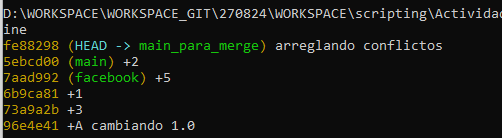 D:\WORKSPACE\WORKSPACE_GIT\270824\WORKSPACE\scripting\Activida
ine
fe88298 (HEAD -> main_para_merge) arreglando conflictos
5ebcd00 (main) +2
7aad992 (facebook) +5
6b9ca81 +1
73a9a2b +3
96e4e41 +A cambiando 1.0